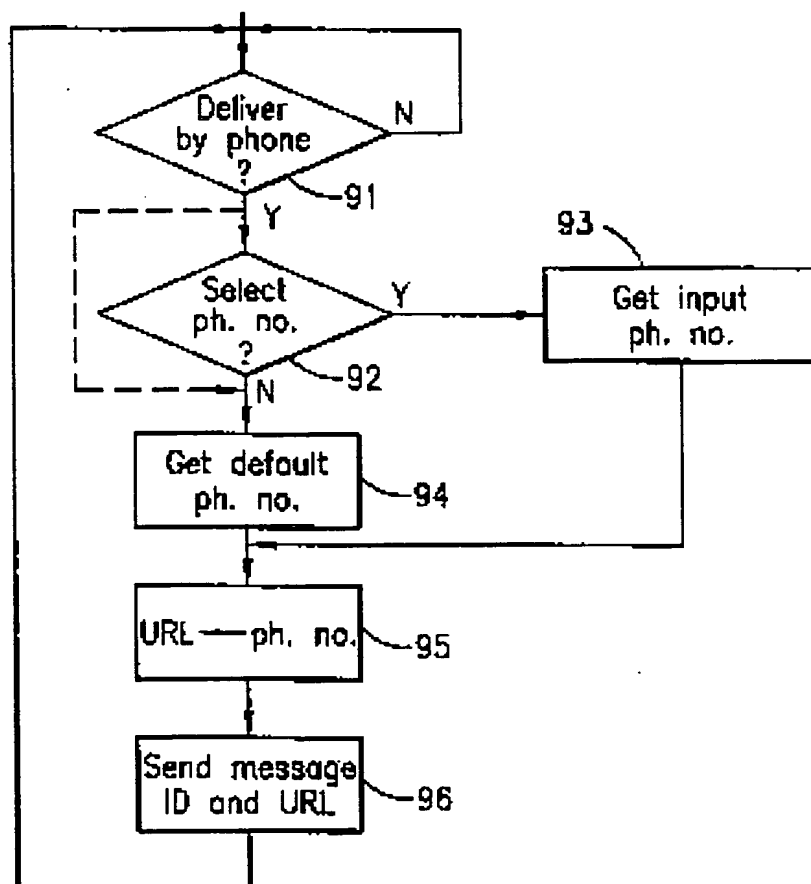 Deliver
by phone
?
N
91
Y
Select
ph. no.
?
Y
92
N
93
Get input
ph. no.
Get default
ph. no.
94
URL — ph. no.
95
Send message
ID and URL
96